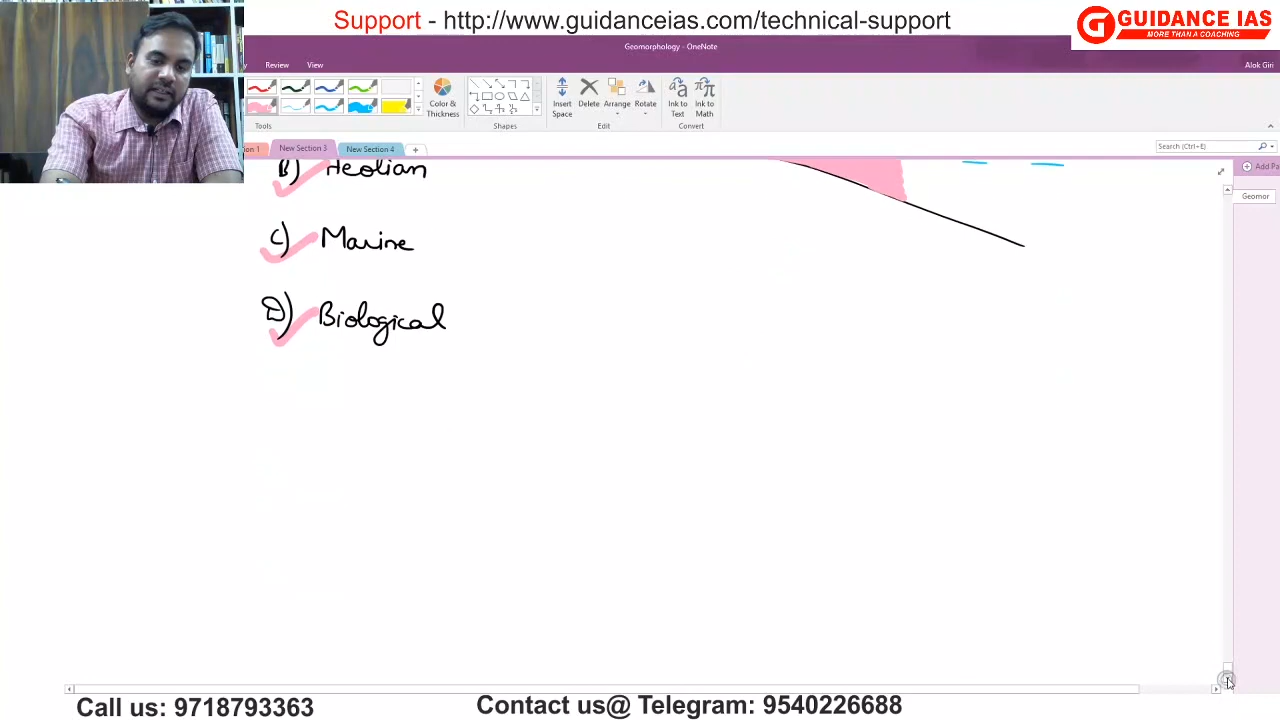 Support - http://www.guidanceias.com/technical-support
GUIDANCE IAS
MORE THAN A COACHING
Geomorphology - OneNote
Alok Giri
Review View
Color & Thickness
Insert Space
Delete
Arrange
Rotate
Ink to Text
Ink to Math
Tools
Shapes
Edit
Convert
New Section 3
New Section 4
Search (Ctrl+E)
Add Pa
Geomor
B) Aeolian
C) Marine
D) Biological
Call us: 9718793363
Contact us@ Telegram: 9540226688